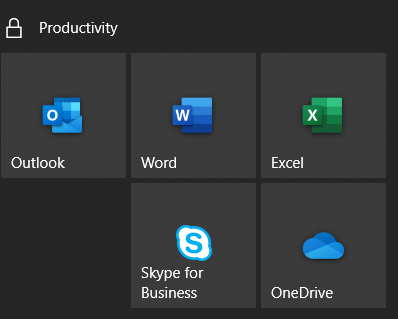 Productivity
Outlook
Word
Excel
Skype for
Business
OneDrive